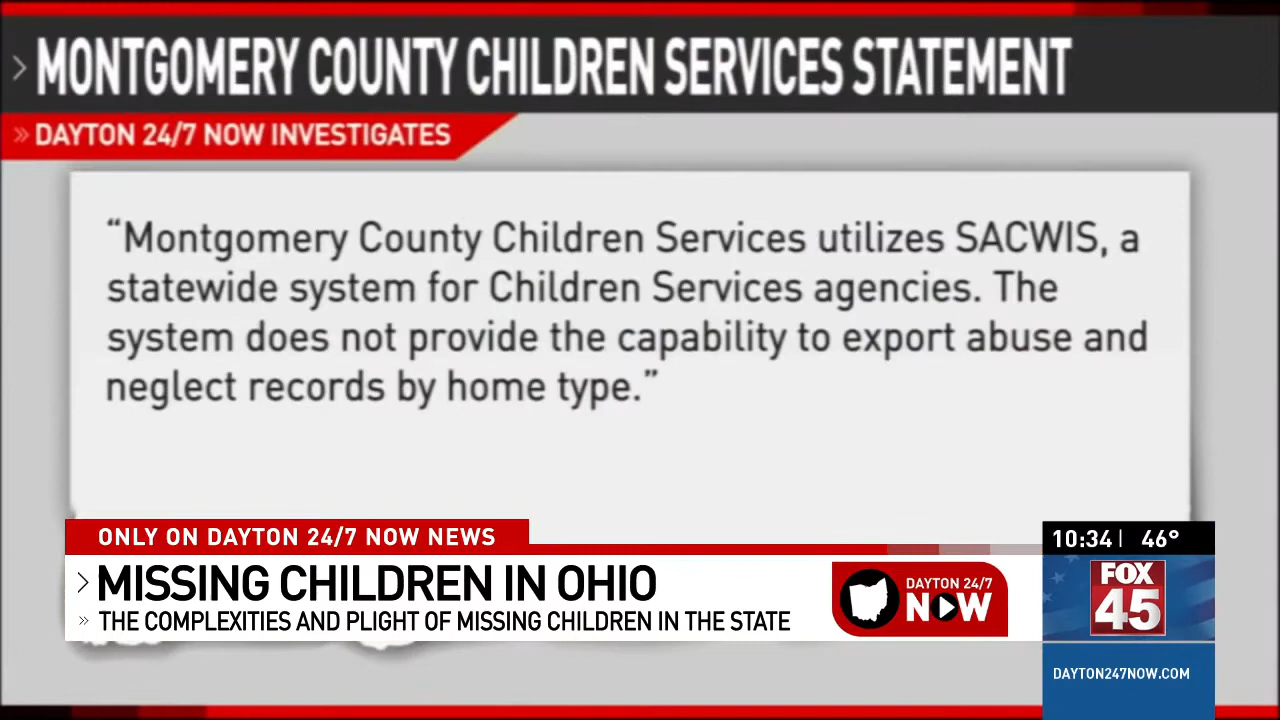 MONTGOMERY COUNTY CHILDREN SERVICES STATEMENT
DAYTON 24/7 NOW INVESTIGATES
“Montgomery County Children Services utilizes SACWIS, a
statewide system for Children Services agencies. The
system does not provide the capability to export abuse and
neglect records by home type.”
ONLY ON DAYTON 24/7 NOW NEWS
MISSING CHILDREN IN OHIO
THE COMPLEXITIES AND PLIGHT OF MISSING CHILDREN IN THE STATE
DAYTON 24/7
NOW
10:34 46°
FOX
45
DAYTON247NOW.COM